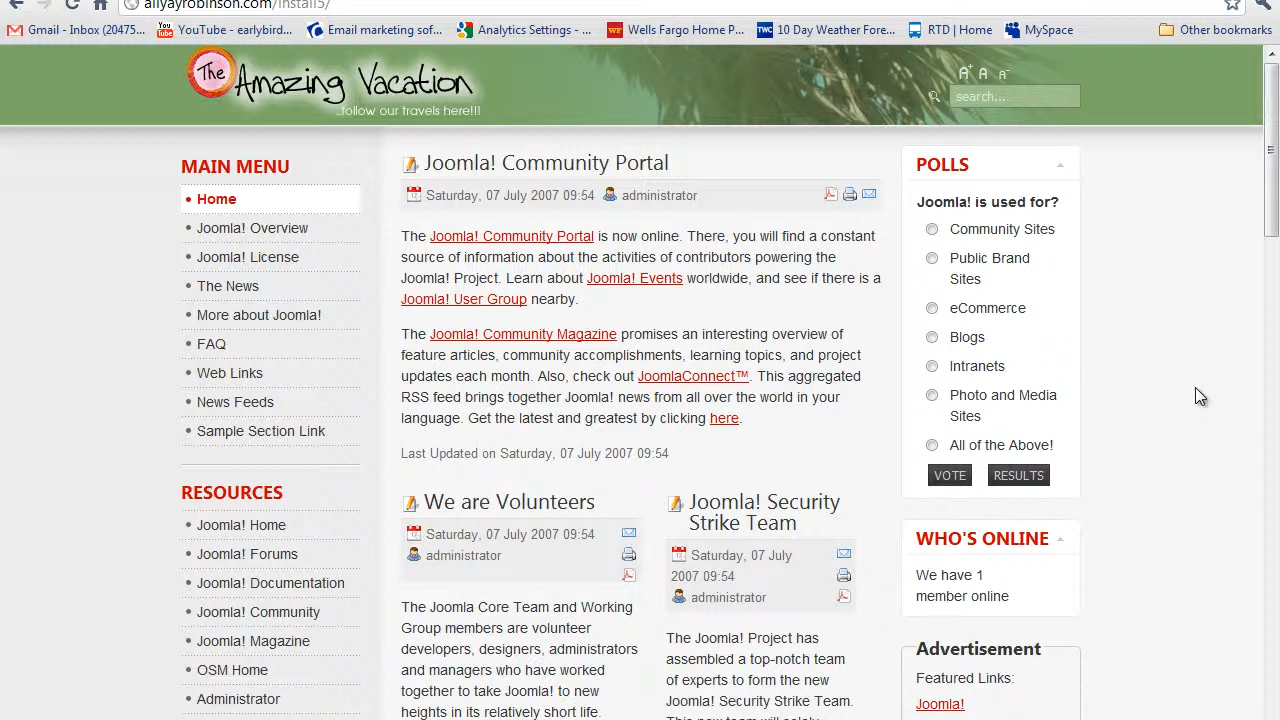 allyayrobinson.com/install5/
Gmail - Inbox (20475...
YouTube - earlybird...
Email marketing sof...
Analytics Settings - ...
Wells Fargo Home P...
10 Day Weather Fore...
RTD | Home
MySpace
Other bookmarks
The Amazing Vacation
...follow our travels here!!!
A+ A A-
search...
MAIN MENU
Home
Joomla! Overview
Joomla! License
The News
More about Joomla!
FAQ
Web Links
News Feeds
Sample Section Link
RESOURCES
Joomla! Home
Joomla! Forums
Joomla! Documentation
Joomla! Community
Joomla! Magazine
OSM Home
Administrator
Joomla! Community Portal
Saturday, 07 July 2007 09:54 administrator
The Joomla! Community Portal is now online. There, you will find a constant
source of information about the activities of contributors powering the
Joomla! Project. Learn about Joomla! Events worldwide, and see if there is a
Joomla! User Group nearby.
The Joomla! Community Magazine promises an interesting overview of
feature articles, community accomplishments, learning topics, and project
updates each month. Also, check out JoomlaConnect™. This aggregated
RSS feed brings together Joomla! news from all over the world in your
language. Get the latest and greatest by clicking here.
Last Updated on Saturday, 07 July 2007 09:54
We are Volunteers
Saturday, 07 July 2007 09:54
administrator
The Joomla Core Team and Working
Group members are volunteer
developers, designers, administrators
and managers who have worked
together to take Joomla! to new
heights in its relatively short life.
Joomla! Security
Strike Team
Saturday, 07 July
2007 09:54
administrator
The Joomla! Project has
assembled a top-notch team
of experts to form the new
Joomla! Security Strike Team.
This new team will solely
POLLS
Joomla! is used for?
Community Sites
Public Brand
Sites
eCommerce
Blogs
Intranets
Photo and Media
Sites
All of the Above!
VOTE RESULTS
WHO'S ONLINE
We have 1
member online
Advertisement
Featured Links:
Joomla!